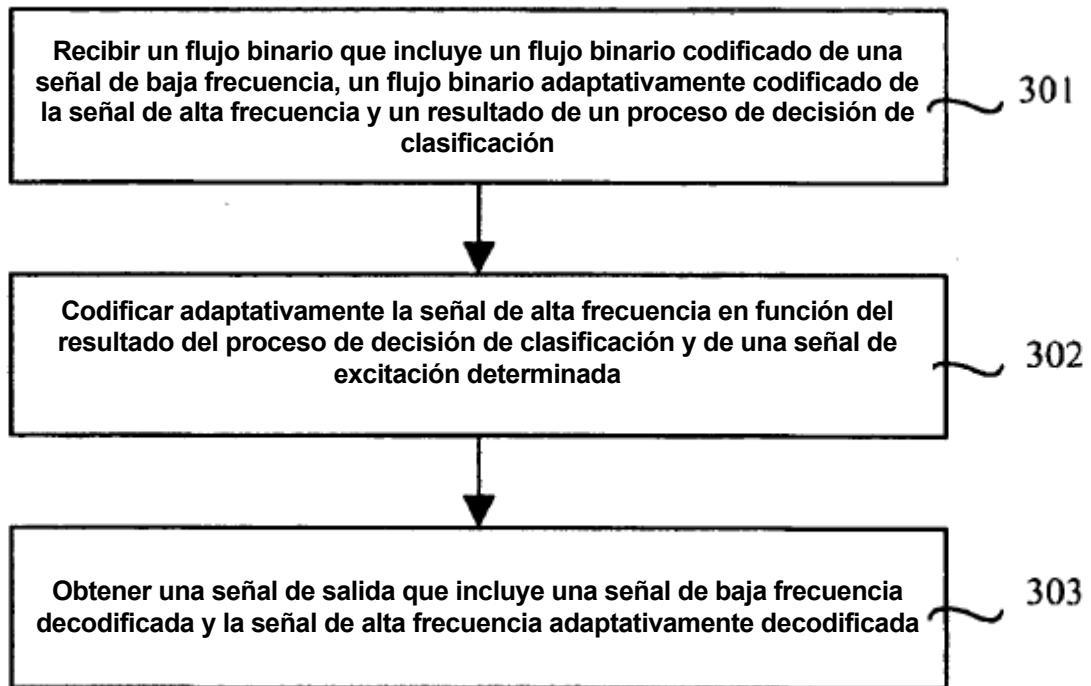 Recibir un flujo binario que incluye un flujo binario codificado de una
señal de baja frecuencia, un flujo binario adaptativamente codificado de
la señal de alta frecuencia y un resultado de un proceso de decisión de
clasificación
301
Codificar adaptativamente la señal de alta frecuencia en función del
resultado del proceso de decisión de clasificación y de una señal de
excitación determinada
302
Obtener una señal de salida que incluye una señal de baja frecuencia
decodificada y la señal de alta frecuencia adaptativamente decodificada
303